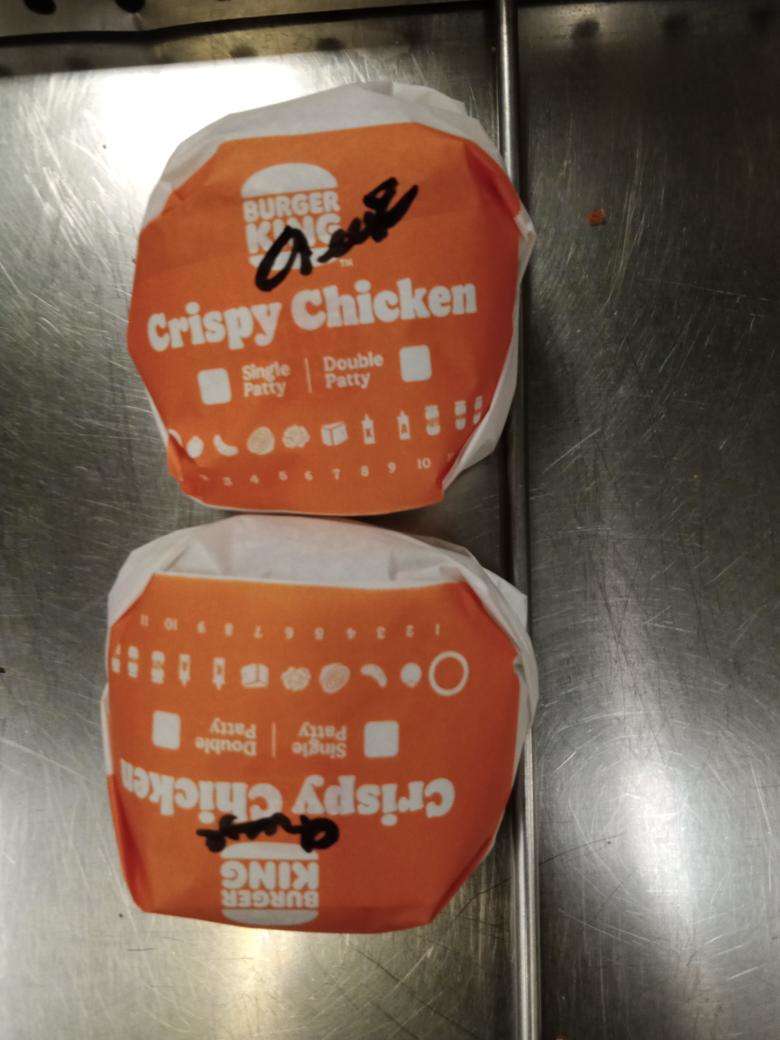 BURGER
KING
TM
Crispy Chicken
Single Patty | Double Patty
K A
3 4 5 6 7 8 9 10
11 10 9 8 7 6 5 4 3 2 1
A K
Single Patty | Double Patty
Crispy Chicken
BURGER
KING